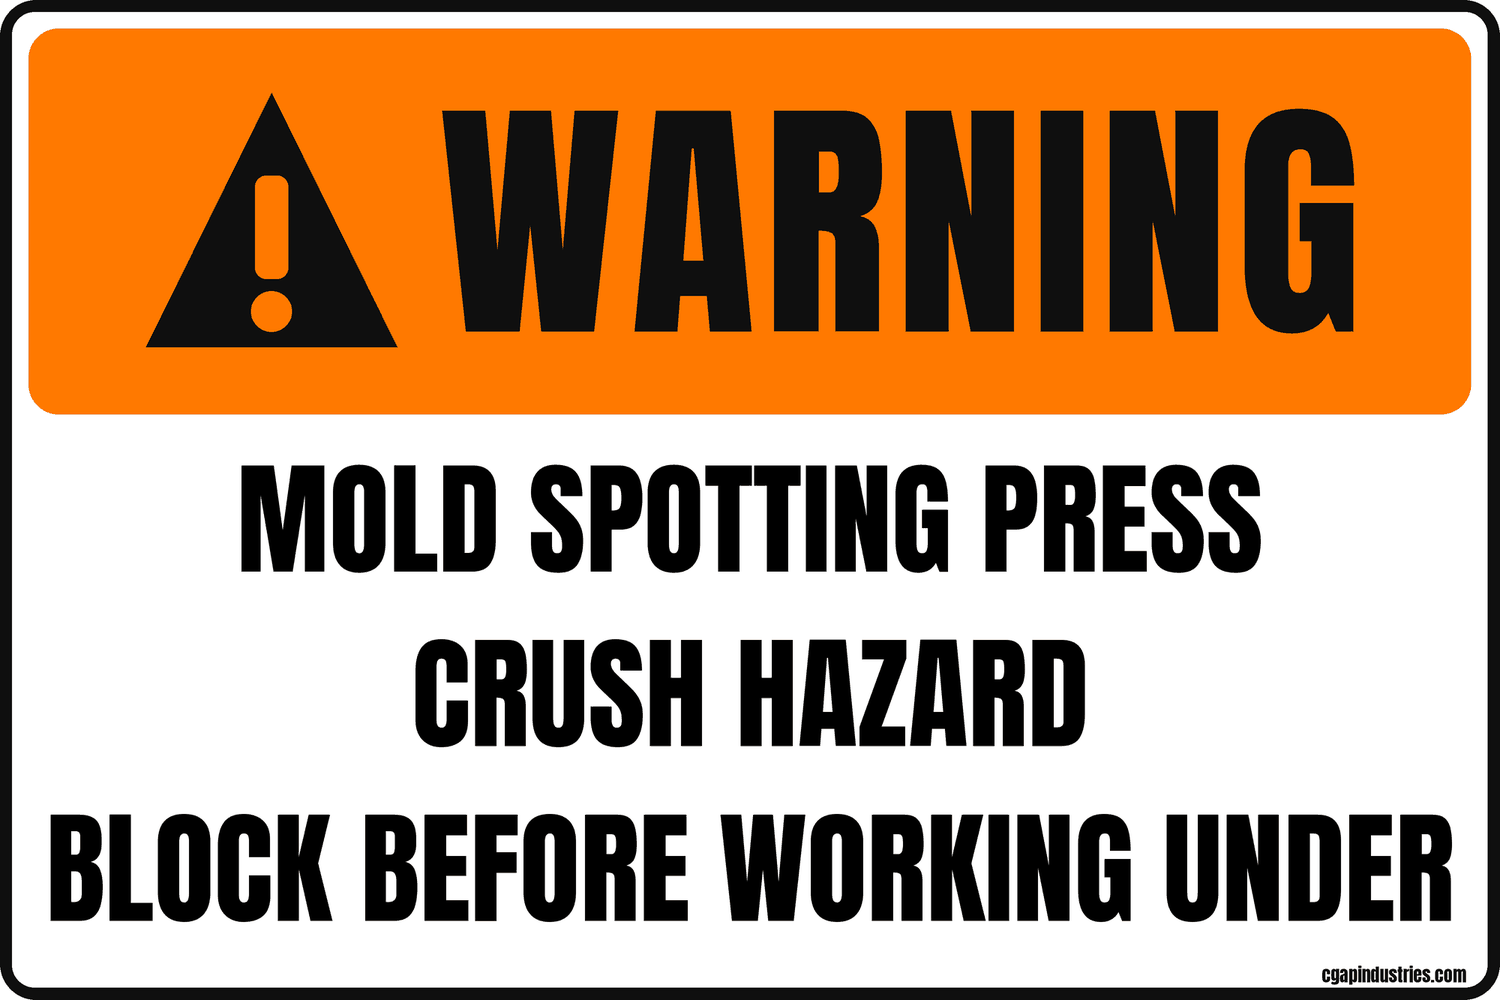 WARNING
MOLD SPOTTING PRESS
CRUSH HAZARD
BLOCK BEFORE WORKING UNDER
cgapindustries.com